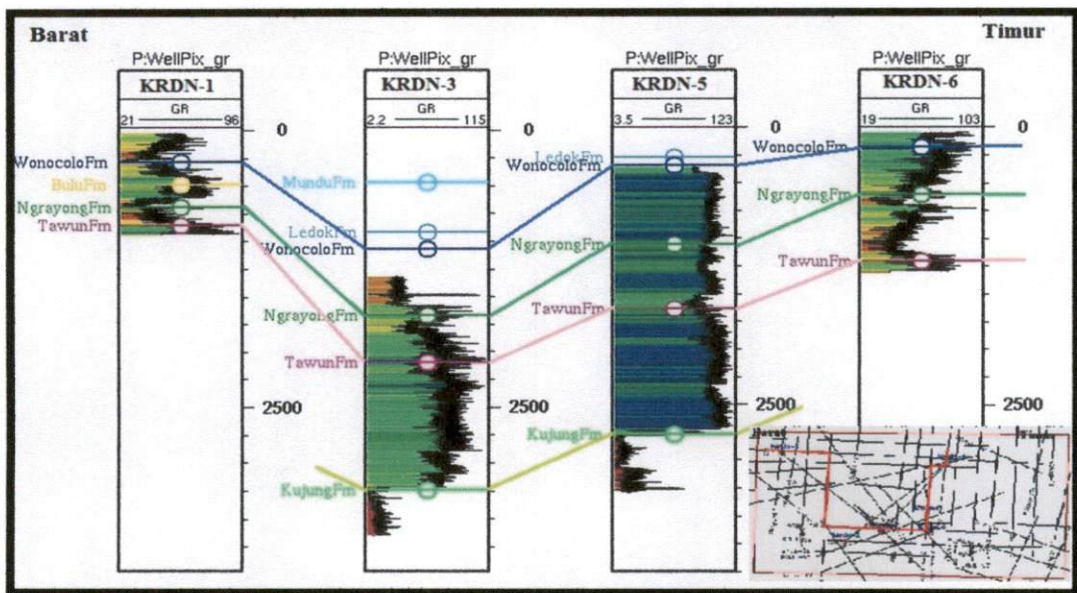 Barat
Timur
P:WellPix_gr
KRDN-1
GR
21 96
P:WellPix_gr
KRDN-3
GR
2.2 115
P:WellPix_gr
KRDN-5
GR
3.5 123
P:WellPix_gr
KRDN-6
GR
19 103
WonocoloFm
BuluFm
NgrayongFm
TawunFm
0
2500
MunduFm
LedokFm
WonocoloFm
NgrayongFm
TawunFm
KujungFm
0
2500
LedokFm
WonocoloFm
NgrayongFm
TawunFm
KujungFm
0
2500
WonocoloFm
NgrayongFm
TawunFm
0
2500
Barat